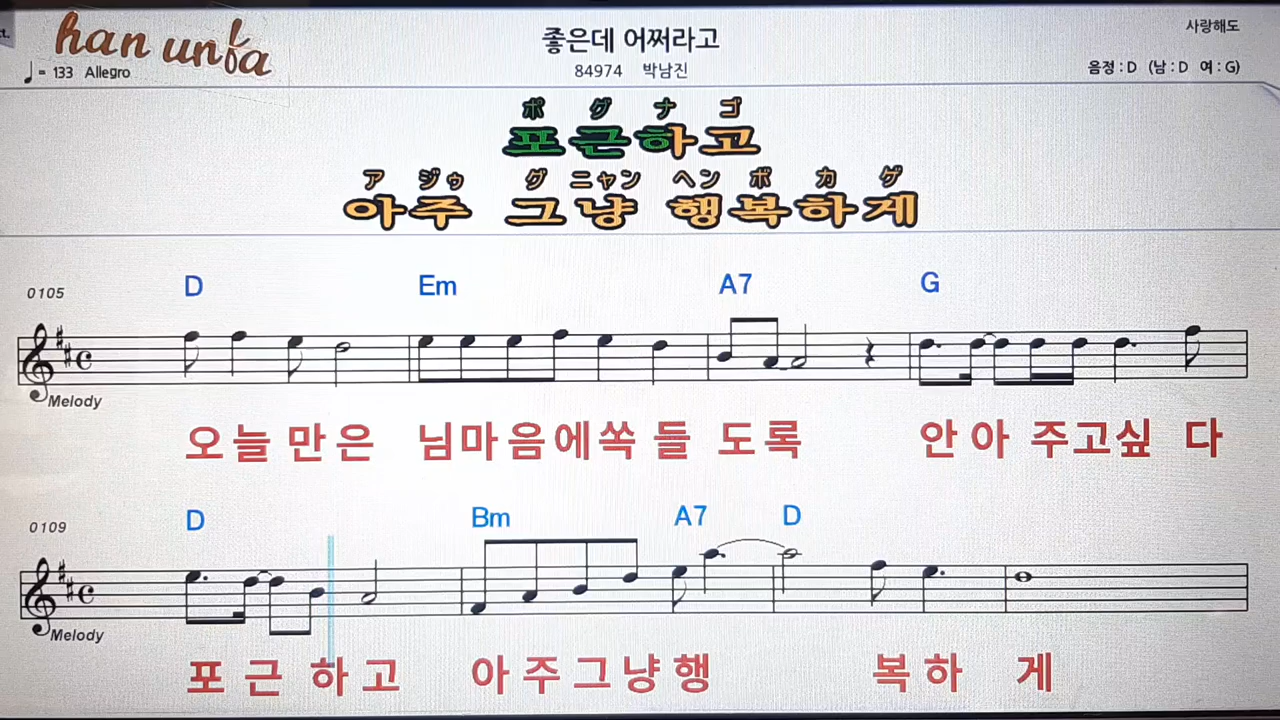 ct.
han unfa
좋은데 어쩌라고
사랑해도
♩= 133 Allegro
84974 박남진
음정 : D (남 : D 여 : G)
ポ グ ナ ゴ
포근하고
ア ジゥ グ ニャン ヘン ボ カ ゲ
아주 그냥 행복하게
0105 D Em A7 G
Melody
오늘 만은 님마음에쏙 들 도록 안아 주고싶 다
0109 D Bm A7 D
Melody
포 근 하고 아주그냥행 복하 게